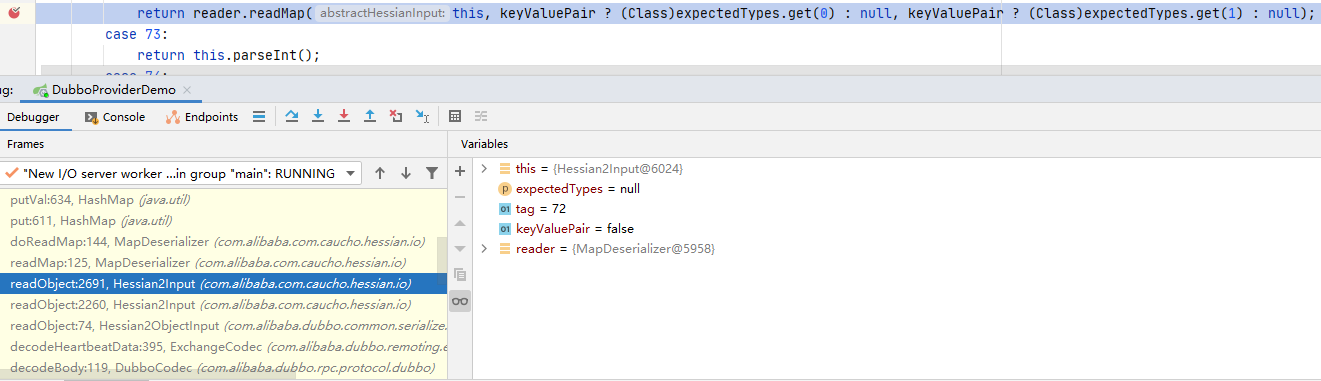 return reader.readMap( abstractHessianInput: this, keyValuePair ? (Class)expectedTypes.get(0) : null, keyValuePair ? (Class)expectedTypes.get(1) : null);
case 73:
return this.parseInt();
case 74:
ug: DubboProviderDemo ×
Debugger Console Endpoints
Frames Variables
"New I/O server worker ...in group "main": RUNNING
putVal:634, HashMap (java.util)
put:611, HashMap (java.util)
doReadMap:144, MapDeserializer (com.alibaba.com.caucho.hessian.io)
readMap:125, MapDeserializer (com.alibaba.com.caucho.hessian.io)
readObject:2691, Hessian2Input (com.alibaba.com.caucho.hessian.io)
readObject:2260, Hessian2Input (com.alibaba.com.caucho.hessian.io)
readObject:74, Hessian2ObjectInput (com.alibaba.dubbo.common.serialize.
decodeHeartbeatData:395, ExchangeCodec (com.alibaba.dubbo.remoting.e
decodeBody:119, DubboCodec (com.alibaba.dubbo.rpc.protocol.dubbo)
this = {Hessian2Input@6024}
expectedTypes = null
tag = 72
keyValuePair = false
reader = {MapDeserializer@5958}